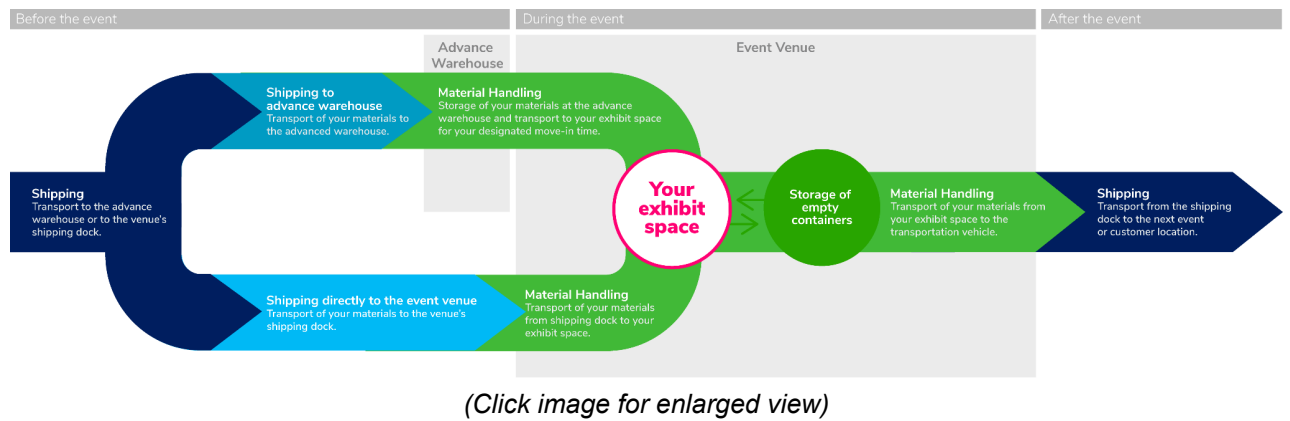 Before the event
During the event
After the event
Advance
Warehouse
Event Venue
Shipping to
advance warehouse
Transport of your materials to
the advanced warehouse.
Material Handling
Storage of your materials at the advance
warehouse and transport to your exhibit space
for your designated move-in time.
Shipping
Transport to the advance
warehouse or to the venue's
shipping dock.
Your
exhibit
space
Storage of
empty
containers
Material Handling
Transport of your materials from
your exhibit space to the
transportation vehicle.
Shipping
Transport from the shipping
dock to the next event
or customer location.
Shipping directly to the event venue
Transport of your materials to the venue's
shipping dock.
Material Handling
Transport of your materials
from shipping dock to your
exhibit space.
(Click image for enlarged view)